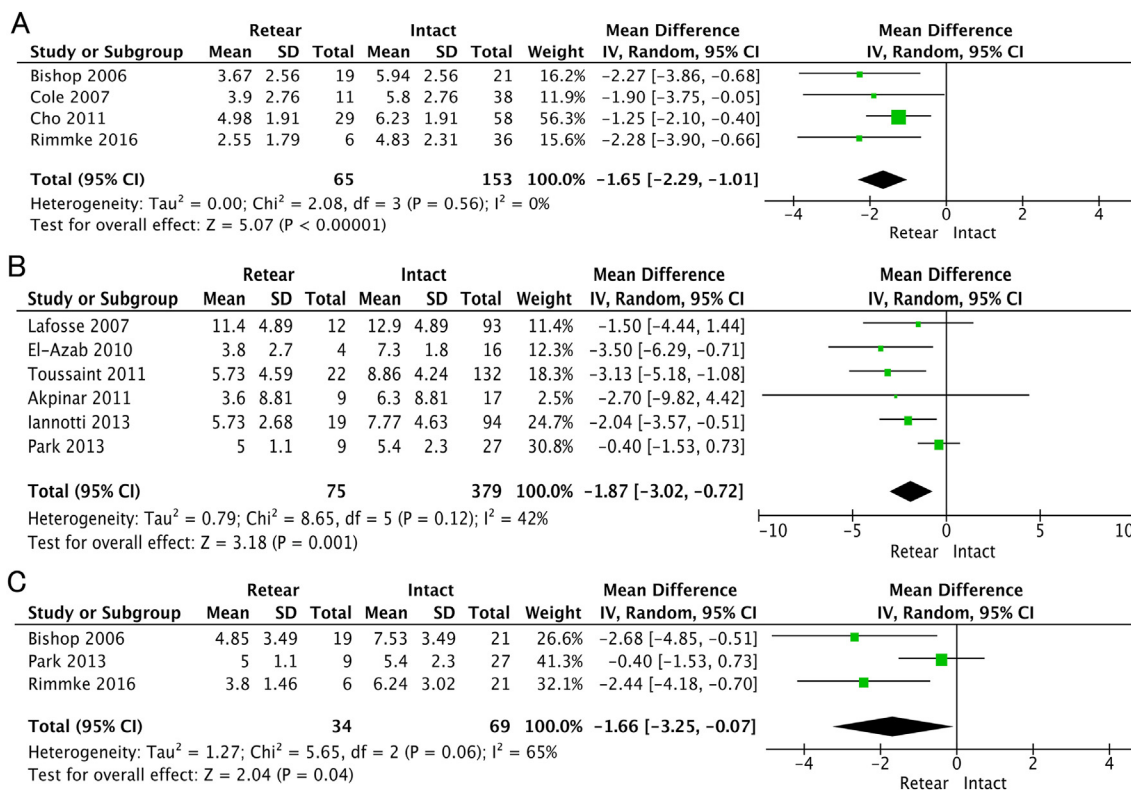 A
Retear Intact Mean Difference Mean Difference
Study or Subgroup Mean SD Total Mean SD Total Weight IV, Random, 95% CI IV, Random, 95% CI
Bishop 2006 3.67 2.56 19 5.94 2.56 21 16.2% −2.27 [−3.86, −0.68]
Cole 2007 3.9 2.76 11 5.8 2.76 38 11.9% −1.90 [−3.75, −0.05]
Cho 2011 4.98 1.91 29 6.23 1.91 58 56.3% −1.25 [−2.10, −0.40]
Rimmke 2016 2.55 1.79 6 4.83 2.31 36 15.6% −2.28 [−3.90, −0.66]
Total (95% CI) 65 153 100.0% −1.65 [−2.29, −1.01]
Heterogeneity: Tau² = 0.00; Chi² = 2.08, df = 3 (P = 0.56); I² = 0%
Test for overall effect: Z = 5.07 (P < 0.00001)
−4 −2 0 2 4
Retear Intact
B
Retear Intact Mean Difference Mean Difference
Study or Subgroup Mean SD Total Mean SD Total Weight IV, Random, 95% CI IV, Random, 95% CI
Lafosse 2007 11.4 4.89 12 12.9 4.89 93 11.4% −1.50 [−4.44, 1.44]
El−Azab 2010 3.8 2.7 4 7.3 1.8 16 12.3% −3.50 [−6.29, −0.71]
Toussaint 2011 5.73 4.59 22 8.86 4.24 132 18.3% −3.13 [−5.18, −1.08]
Akpinar 2011 3.6 8.81 9 6.3 8.81 17 2.5% −2.70 [−9.82, 4.42]
Iannotti 2013 5.73 2.68 19 7.77 4.63 94 24.7% −2.04 [−3.57, −0.51]
Park 2013 5 1.1 9 5.4 2.3 27 30.8% −0.40 [−1.53, 0.73]
Total (95% CI) 75 379 100.0% −1.87 [−3.02, −0.72]
Heterogeneity: Tau² = 0.79; Chi² = 8.65, df = 5 (P = 0.12); I² = 42%
Test for overall effect: Z = 3.18 (P = 0.001)
−10 −5 0 5 10
Retear Intact
C
Retear Intact Mean Difference Mean Difference
Study or Subgroup Mean SD Total Mean SD Total Weight IV, Random, 95% CI IV, Random, 95% CI
Bishop 2006 4.85 3.49 19 7.53 3.49 21 26.6% −2.68 [−4.85, −0.51]
Park 2013 5 1.1 9 5.4 2.3 27 41.3% −0.40 [−1.53, 0.73]
Rimmke 2016 3.8 1.46 6 6.24 3.02 21 32.1% −2.44 [−4.18, −0.70]
Total (95% CI) 34 69 100.0% −1.66 [−3.25, −0.07]
Heterogeneity: Tau² = 1.27; Chi² = 5.65, df = 2 (P = 0.06); I² = 65%
Test for overall effect: Z = 2.04 (P = 0.04)
−4 −2 0 2 4
Retear Intact